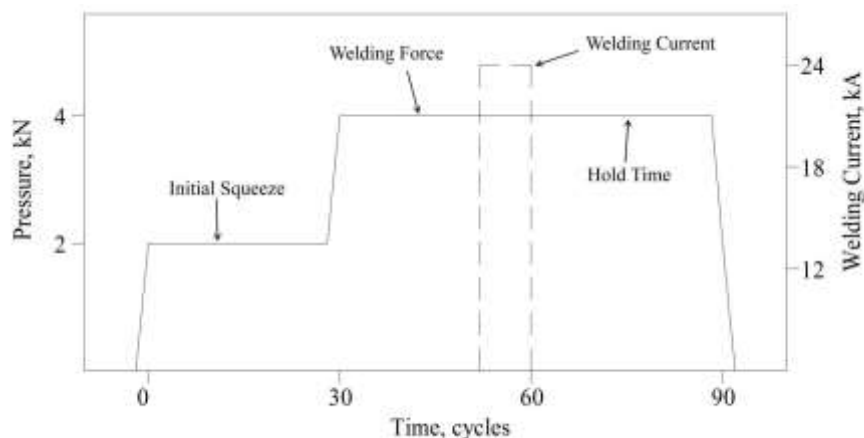 Welding Force
Welding Current
24
4
18
Initial Squeeze
Hold Time
2
12
Pressure, kN
Welding Current, kA
0
30
60
90
Time, cycles